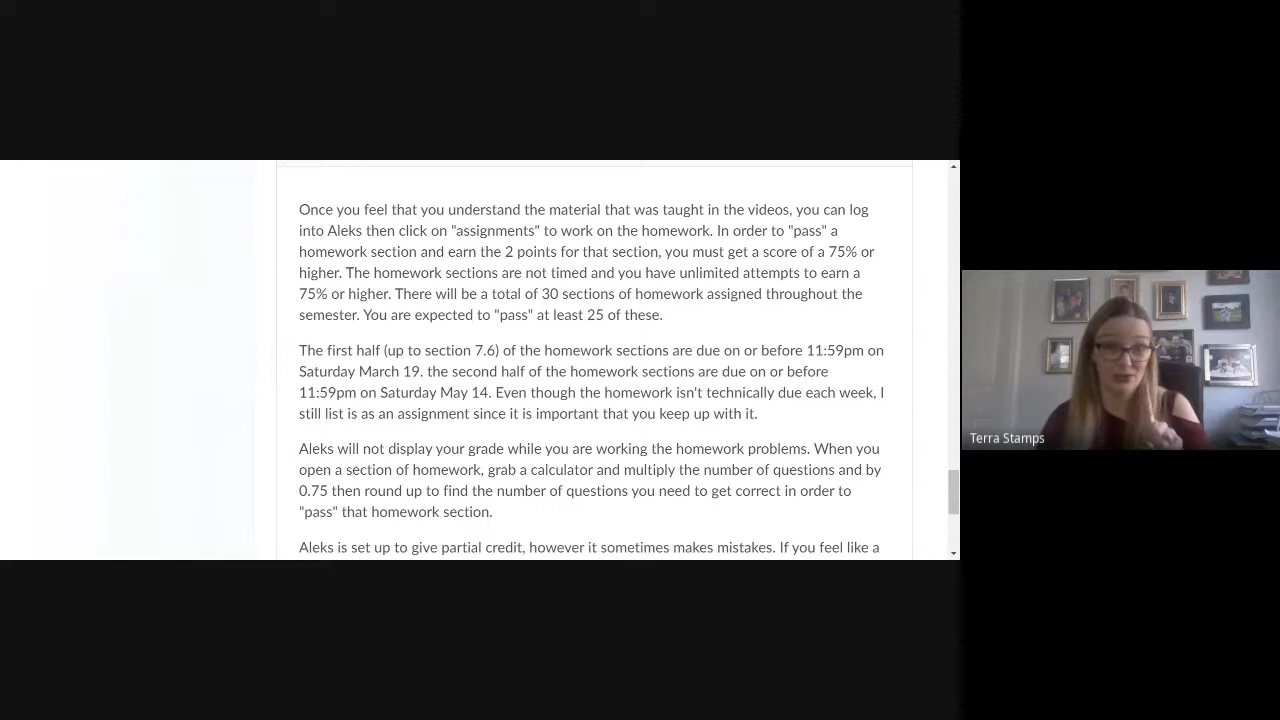 Once you feel that you understand the material that was taught in the videos, you can log
into Aleks then click on "assignments" to work on the homework. In order to "pass" a
homework section and earn the 2 points for that section, you must get a score of a 75% or
higher. The homework sections are not timed and you have unlimited attempts to earn a
75% or higher. There will be a total of 30 sections of homework assigned throughout the
semester. You are expected to "pass" at least 25 of these.
The first half (up to section 7.6) of the homework sections are due on or before 11:59pm on
Saturday March 19. the second half of the homework sections are due on or before
11:59pm on Saturday May 14. Even though the homework isn't technically due each week, I
still list is as an assignment since it is important that you keep up with it.
Aleks will not display your grade while you are working the homework problems. When you
open a section of homework, grab a calculator and multiply the number of questions and by
0.75 then round up to find the number of questions you need to get correct in order to
"pass" that homework section.
Aleks is set up to give partial credit, however it sometimes makes mistakes. If you feel like a
Terra Stamps